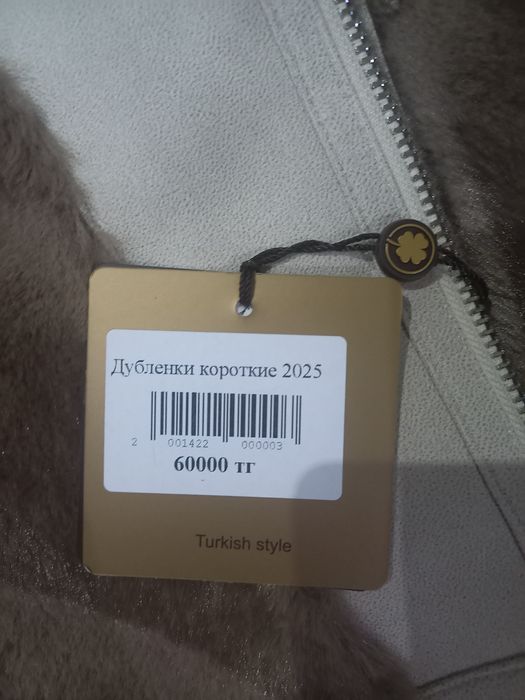 Дубленки короткие 2025
2 001422 000003
60000 тг
Turkish style